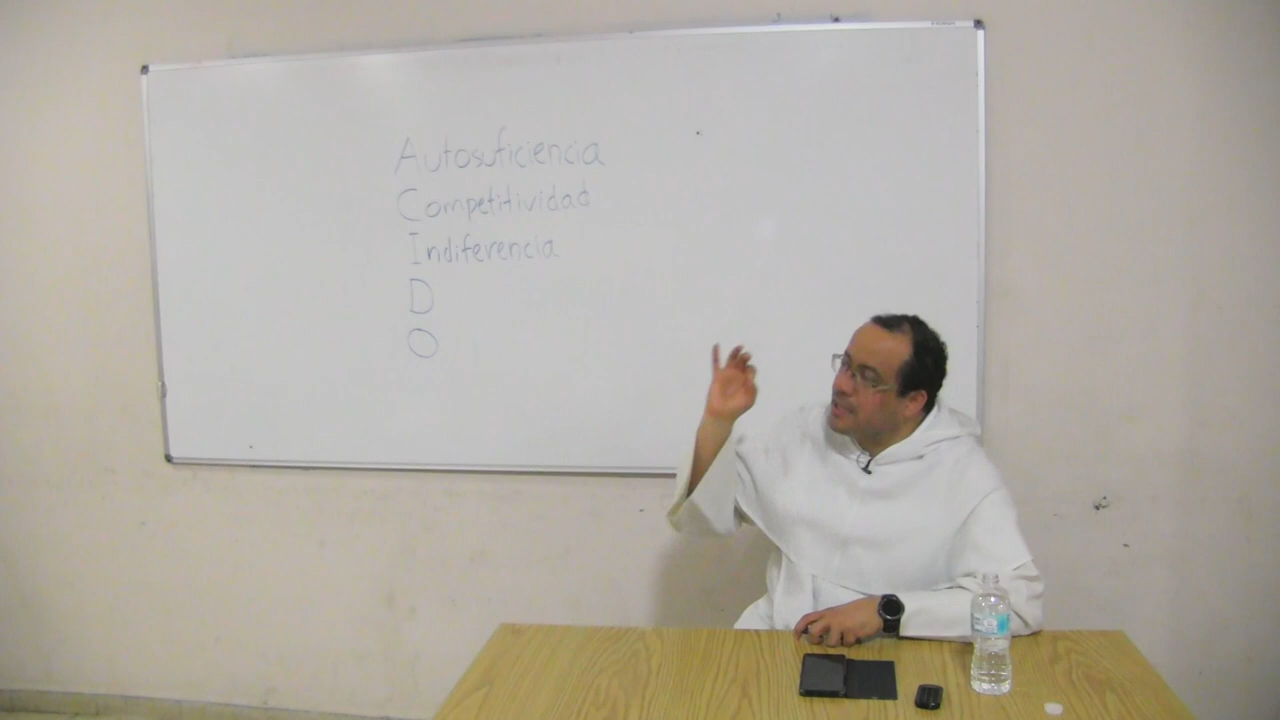 Autosuficiencia
Competitividad
Indiferencia
D
O